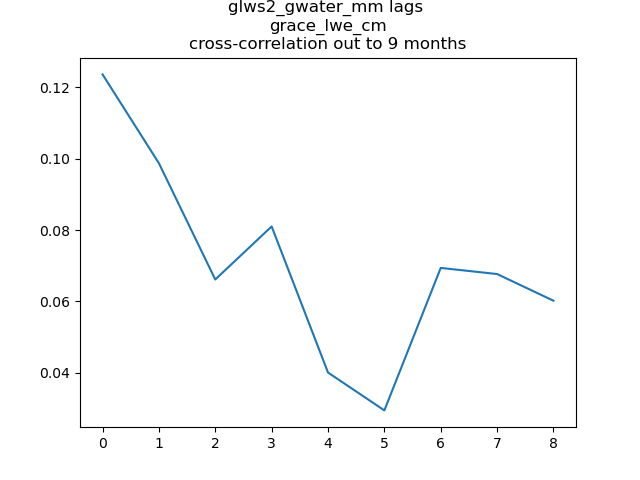 glws2_gwater_mm lags
grace_lwe_cm
cross-correlation out to 9 months
0.12
0.10
0.08
0.06
0.04
0 1 2 3 4 5 6 7 8